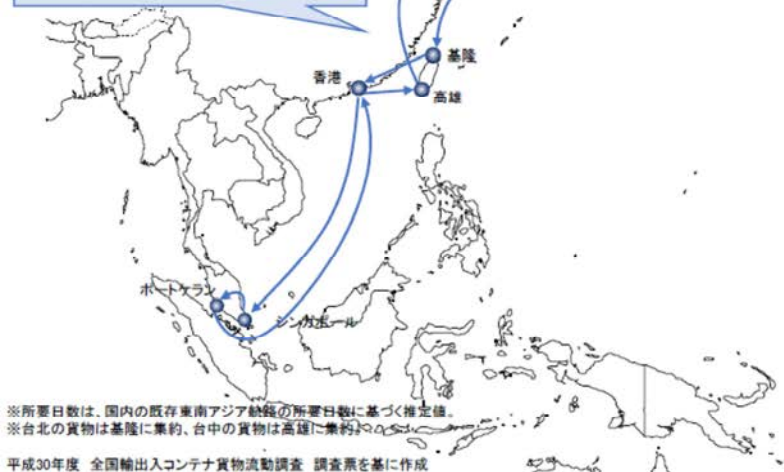 基隆
香港
高雄
ポートケラン
シンガポール
※所要日数は、国内の既存東南アジア航路の所要日数に基づく推定値。
※台北の貨物は基隆に集約、台中の貨物は高雄に集約。
平成30年度 全国輸出入コンテナ貨物流動調査 調査票を基に作成